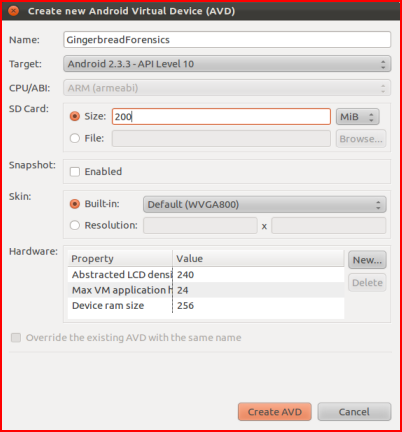 Create new Android Virtual Device (AVD)
Name: GingerbreadForensics
Target: Android 2.3.3 - API Level 10
CPU/ABI: ARM (armeabi)
SD Card:
Size: 200 MiB
File: Browse...
Snapshot: Enabled
Skin:
Built-in: Default (WVGA800)
Resolution: x
Hardware:
Property Value New...
Abstracted LCD densi 240 Delete
Max VM application h 24
Device ram size 256
Override the existing AVD with the same name
Create AVD Cancel